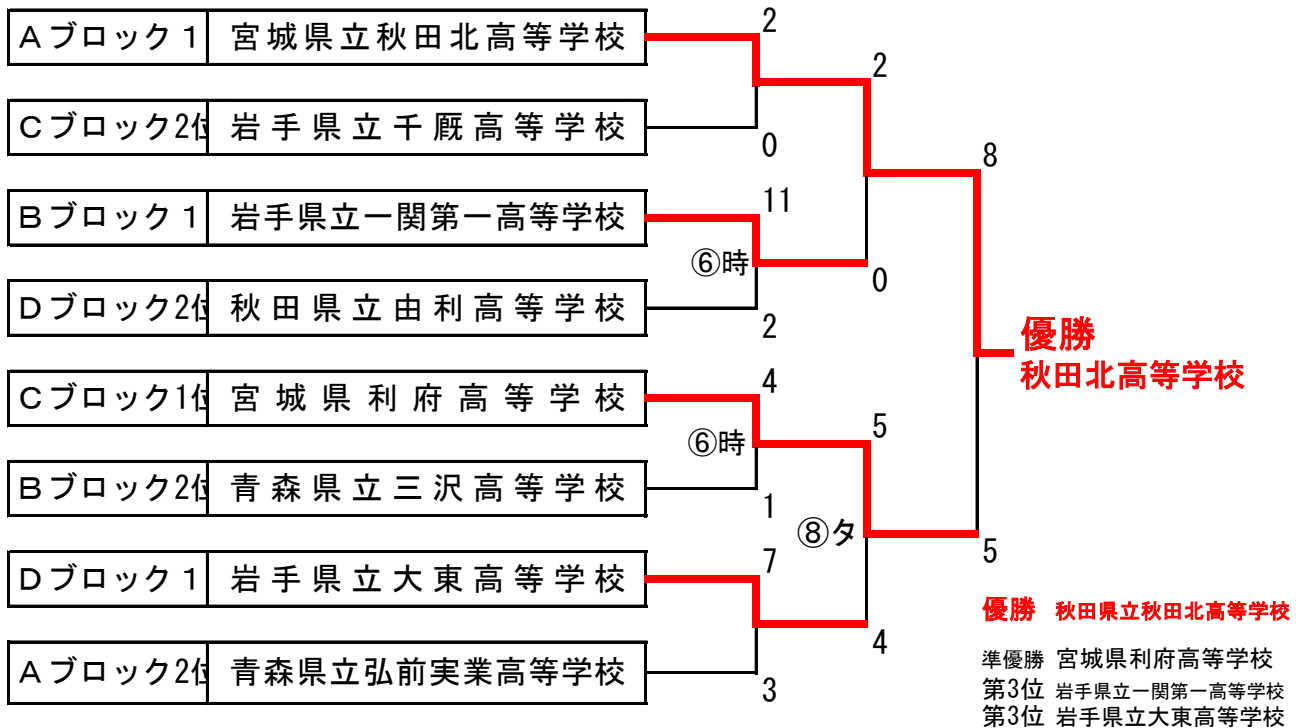 Aブロック1 宮城県立秋田北高等学校
2
2
Cブロック2位 岩手県立千厩高等学校
0
8
Bブロック1 岩手県立一関第一高等学校
11
⑥時
0
Dブロック2位 秋田県立由利高等学校
2
優勝
秋田北高等学校
Cブロック1位 宮城県利府高等学校
4
5
⑥時
Bブロック2位 青森県立三沢高等学校
1
⑧タ
5
Dブロック1 岩手県立大東高等学校
7
4
Aブロック2位 青森県立弘前実業高等学校
3
優勝 秋田県立秋田北高等学校
準優勝 宮城県利府高等学校
第3位 岩手県立一関第一高等学校
第3位 岩手県立大東高等学校